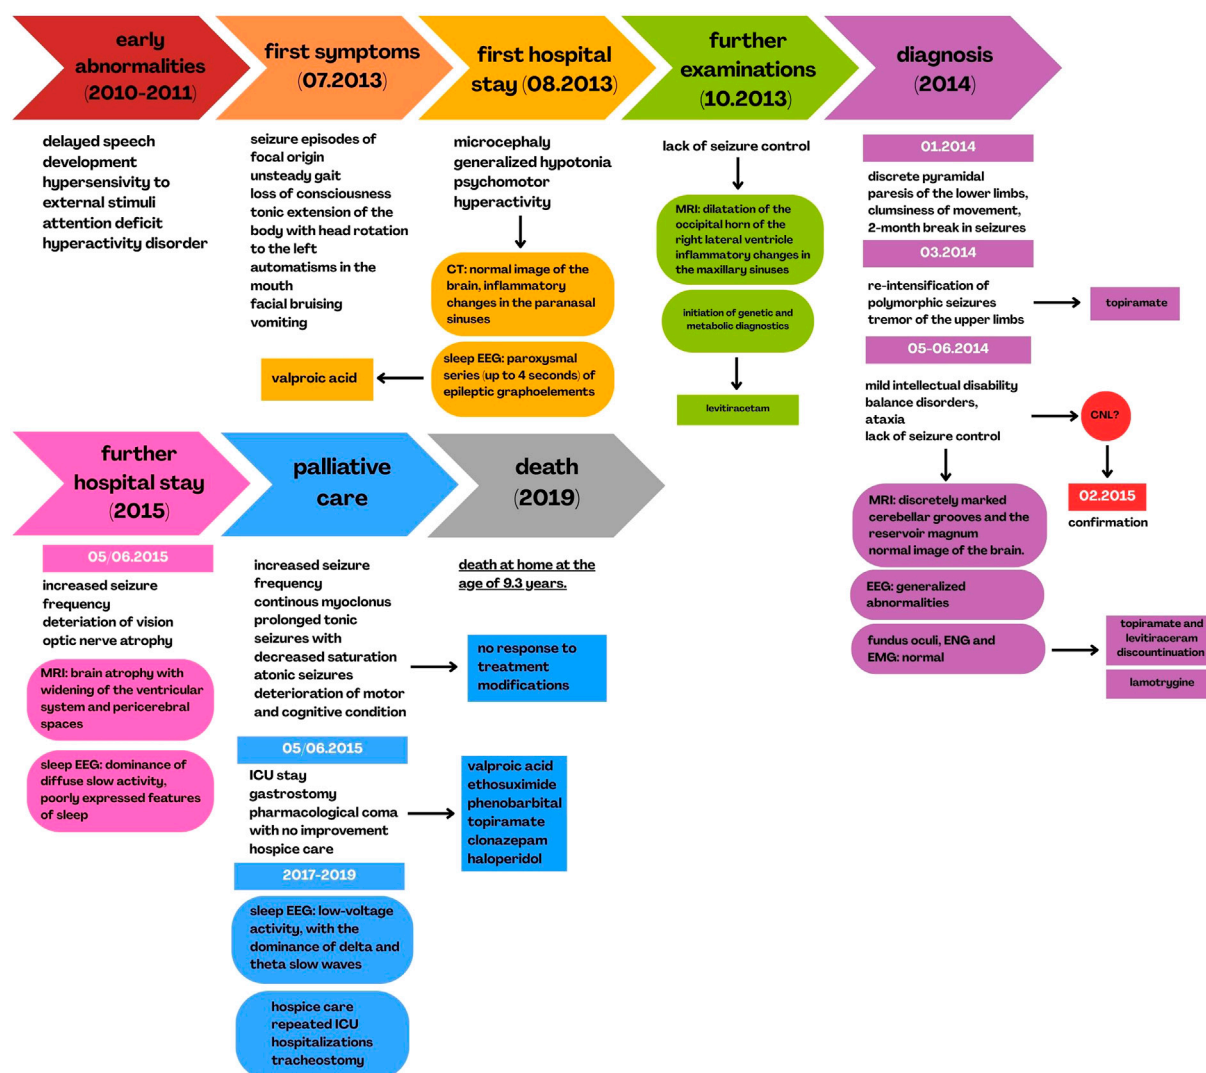 early
abnormalities
(2010-2011)
delayed speech
development
hypersensivity to
external stimuli
attention deficit
hyperactivity disorder
first symptoms
(07.2013)
seizure episodes of
focal origin
unsteady gait
loss of consciousness
tonic extension of the
body with head rotation
to the left
automatisms in the
mouth
facial bruising
vomiting
first hospital
stay (08.2013)
microcephaly
generalized hypotonia
psychomotor
hyperactivity
CT: normal image of the
brain, inflammatory
changes in the paranasal
sinuses
sleep EEG: paroxysmal
series (up to 4 seconds) of
epileptic graphoelements
valproic acid
further
examinations
(10.2013)
lack of seizure control
MRI: dilatation of the
occipital horn of the
right lateral ventricle
inflammatory changes in
the maxillary sinuses
initiation of genetic and
metabolic diagnostics
levitiracetam
diagnosis
(2014)
01.2014
discrete pyramidal
paresis of the lower limbs,
clumsiness of movement,
2-month break in seizures
03.2014
re-intensification of
polymorphic seizures
tremor of the upper limbs
topiramate
05-06.2014
mild intellectual disability
balance disorders,
ataxia
lack of seizure control
CNL?
02.2015
confirmation
MRI: discretely marked
cerebellar grooves and the
reservoir magnum
normal image of the brain.
EEG: generalized
abnormalities
fundus oculi, ENG and
EMG: normal
topiramate and
levitiraceram
discontinuation
lamotrygine
further
hospital stay
(2015)
05/06.2015
increased seizure
frequency
deteriation of vision
optic nerve atrophy
MRI: brain atrophy with
widening of the ventricular
system and pericerebral
spaces
sleep EEG: dominance of
diffuse slow activity,
poorly expressed features
of sleep
palliative
care
increased seizure
frequency
continous myoclonus
prolonged tonic
seizures with
decreased saturation
atonic seizures
deterioration of motor
and cognitive condition
no response to
treatment
modifications
05/06.2015
ICU stay
gastrostomy
pharmacological coma
with no improvement
hospice care
valproic acid
ethosuximide
phenobarbital
topiramate
clonazepam
haloperidol
2017-2019
sleep EEG: low-voltage
activity, with the
dominance of delta and
theta slow waves
hospice care
repeated ICU
hospitalizations
tracheostomy
death
(2019)
death at home at the
age of 9.3 years.